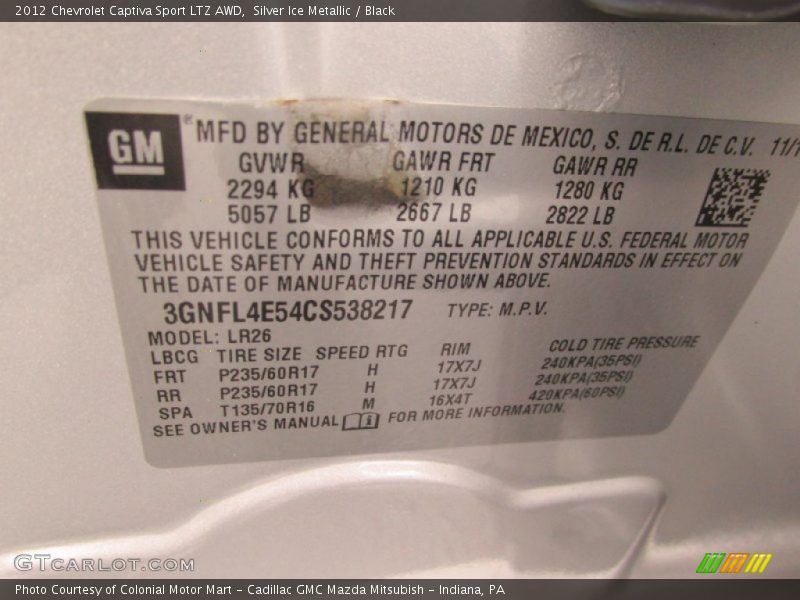 2012 Chevrolet Captiva Sport LTZ AWD,  Silver Ice Metallic / Black
GM® MFD BY GENERAL MOTORS DE MEXICO, S. DE R.L. DE C.V. 11/1
GVWR GAWR FRT GAWR RR
2294 KG 1210 KG 1280 KG
5057 LB 2667 LB 2822 LB
THIS VEHICLE CONFORMS TO ALL APPLICABLE U.S. FEDERAL MOTOR
VEHICLE SAFETY AND THEFT PREVENTION STANDARDS IN EFFECT ON
THE DATE OF MANUFACTURE SHOWN ABOVE.
3GNFL4E54CS538217 TYPE: M.P.V.
MODEL: LR26
LBCG TIRE SIZE SPEED RTG RIM COLD TIRE PRESSURE
FRT P235/60R17 H 17X7J 240KPA(35PSI)
RR P235/60R17 H 17X7J 240KPA(35PSI)
SPA T135/70R16 M 16X4T 420KPA(60PSI)
SEE OWNER'S MANUAL FOR MORE INFORMATION.
GTCARLOT.COM
Photo Courtesy of Colonial Motor Mart - Cadillac GMC Mazda Mitsubish - Indiana, PA